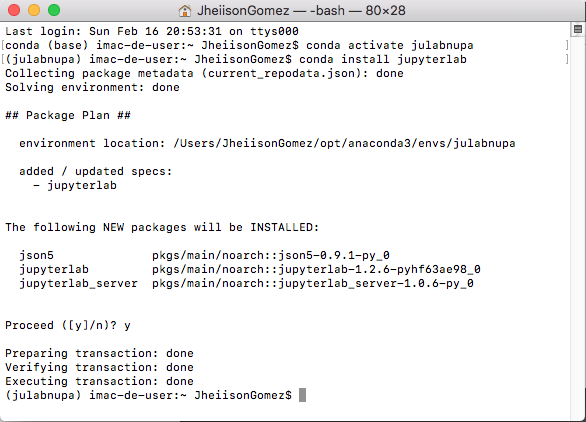 JheiisonGomez — -bash — 80×28
Last login: Sun Feb 16 20:53:31 on ttys000
conda (base) imac-de-user:~ JheiisonGomez$ conda activate julabnupa
(julabnupa) imac-de-user:~ JheiisonGomez$ conda install jupyterlab
Collecting package metadata (current_repodata.json): done
Solving environment: done
## Package Plan ##
environment location: /Users/JheiisonGomez/opt/anaconda3/envs/julabnupa
added / updated specs:
- jupyterlab
The following NEW packages will be INSTALLED:
json5 pkgs/main/noarch::json5-0.9.1-py_0
jupyterlab pkgs/main/noarch::jupyterlab-1.2.6-pyhf63ae98_0
jupyterlab_server pkgs/main/noarch::jupyterlab_server-1.0.6-py_0
Proceed ([y]/n)? y
Preparing transaction: done
Verifying transaction: done
Executing transaction: done
(julabnupa) imac-de-user:~ JheiisonGomez$